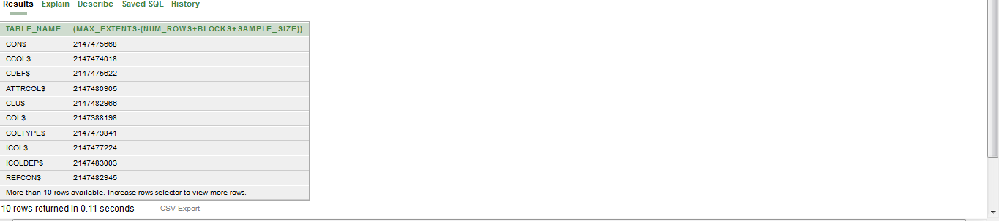 Results Explain Describe Saved SQL History
TABLE_NAME (MAX_EXTENTS-(NUM_ROWS+BLOCKS+SAMPLE_SIZE))
CON$ 2147475668
CCOL$ 2147474018
CDEF$ 2147475622
ATTRCOL$ 2147480905
CLU$ 2147482966
COL$ 2147388198
COLTYPE$ 2147479841
ICOL$ 2147477224
ICOLDEP$ 2147483003
REFCON$ 2147482945
More than 10 rows available. Increase rows selector to view more rows.
10 rows returned in 0.11 seconds CSV Export